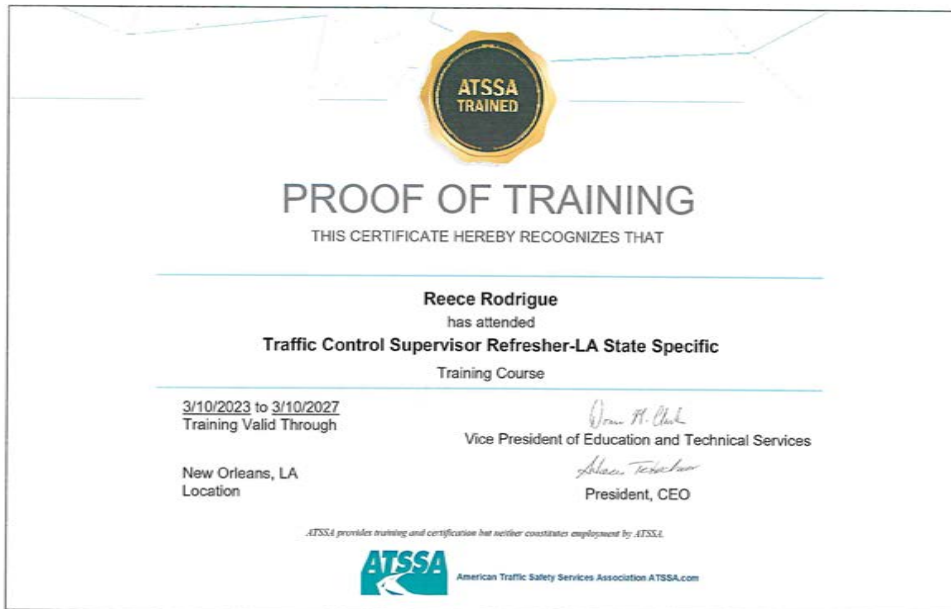 ATSSA
TRAINED
PROOF OF TRAINING
THIS CERTIFICATE HEREBY RECOGNIZES THAT
Reece Rodrigue
has attended
Traffic Control Supervisor Refresher-LA State Specific
Training Course
3/10/2023 to 3/10/2027
Training Valid Through
Vice President of Education and Technical Services
New Orleans, LA
Location
President, CEO
ATSSA provides training and certification but neither constitutes employment by ATSSA.
ATSSA
American Traffic Safety Services Association ATSSA.com